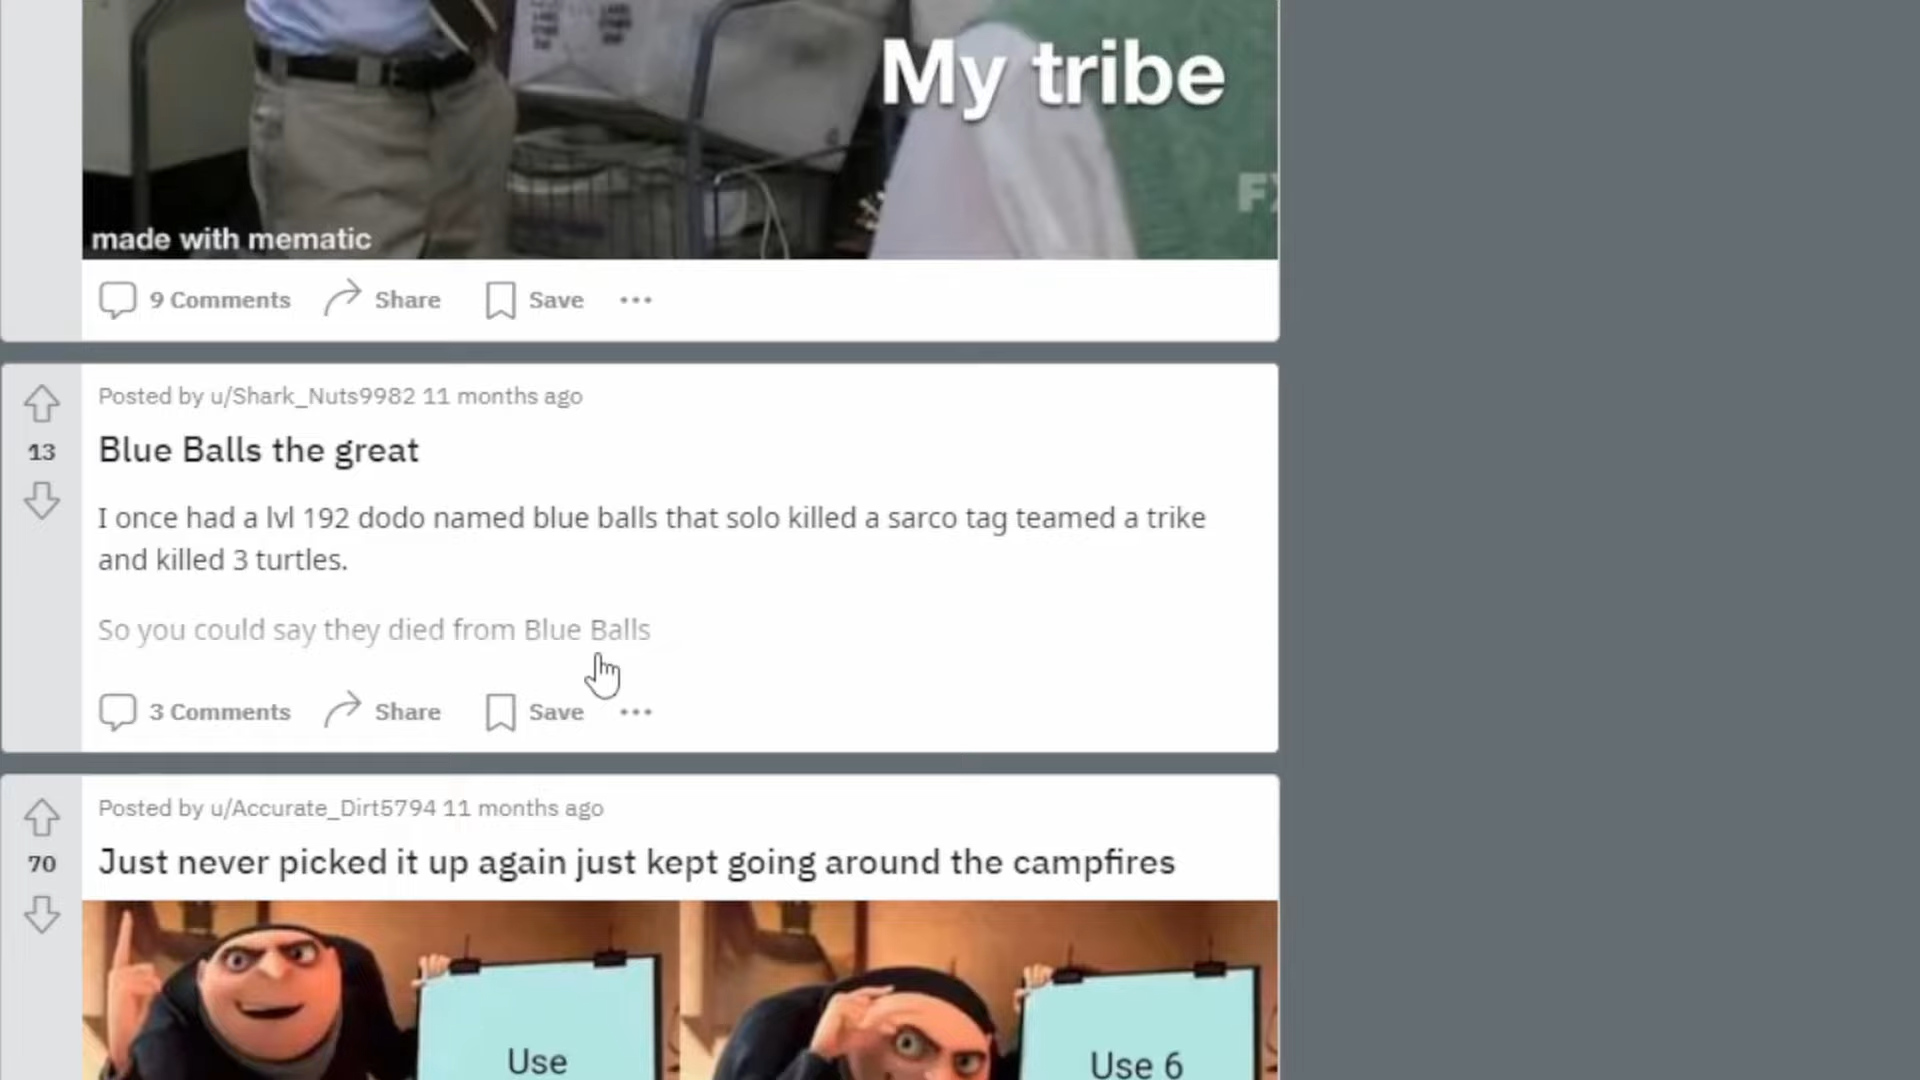 My tribe
FX
made with mematic
9 Comments Share Save
Posted by u/Shark_Nuts9982 11 months ago
13
Blue Balls the great
I once had a lvl 192 dodo named blue balls that solo killed a sarco tag teamed a trike
and killed 3 turtles.
So you could say they died from Blue Balls
3 Comments Share Save
Posted by u/Accurate_Dirt5794 11 months ago
70
Just never picked it up again just kept going around the campfires
Use
Use 6